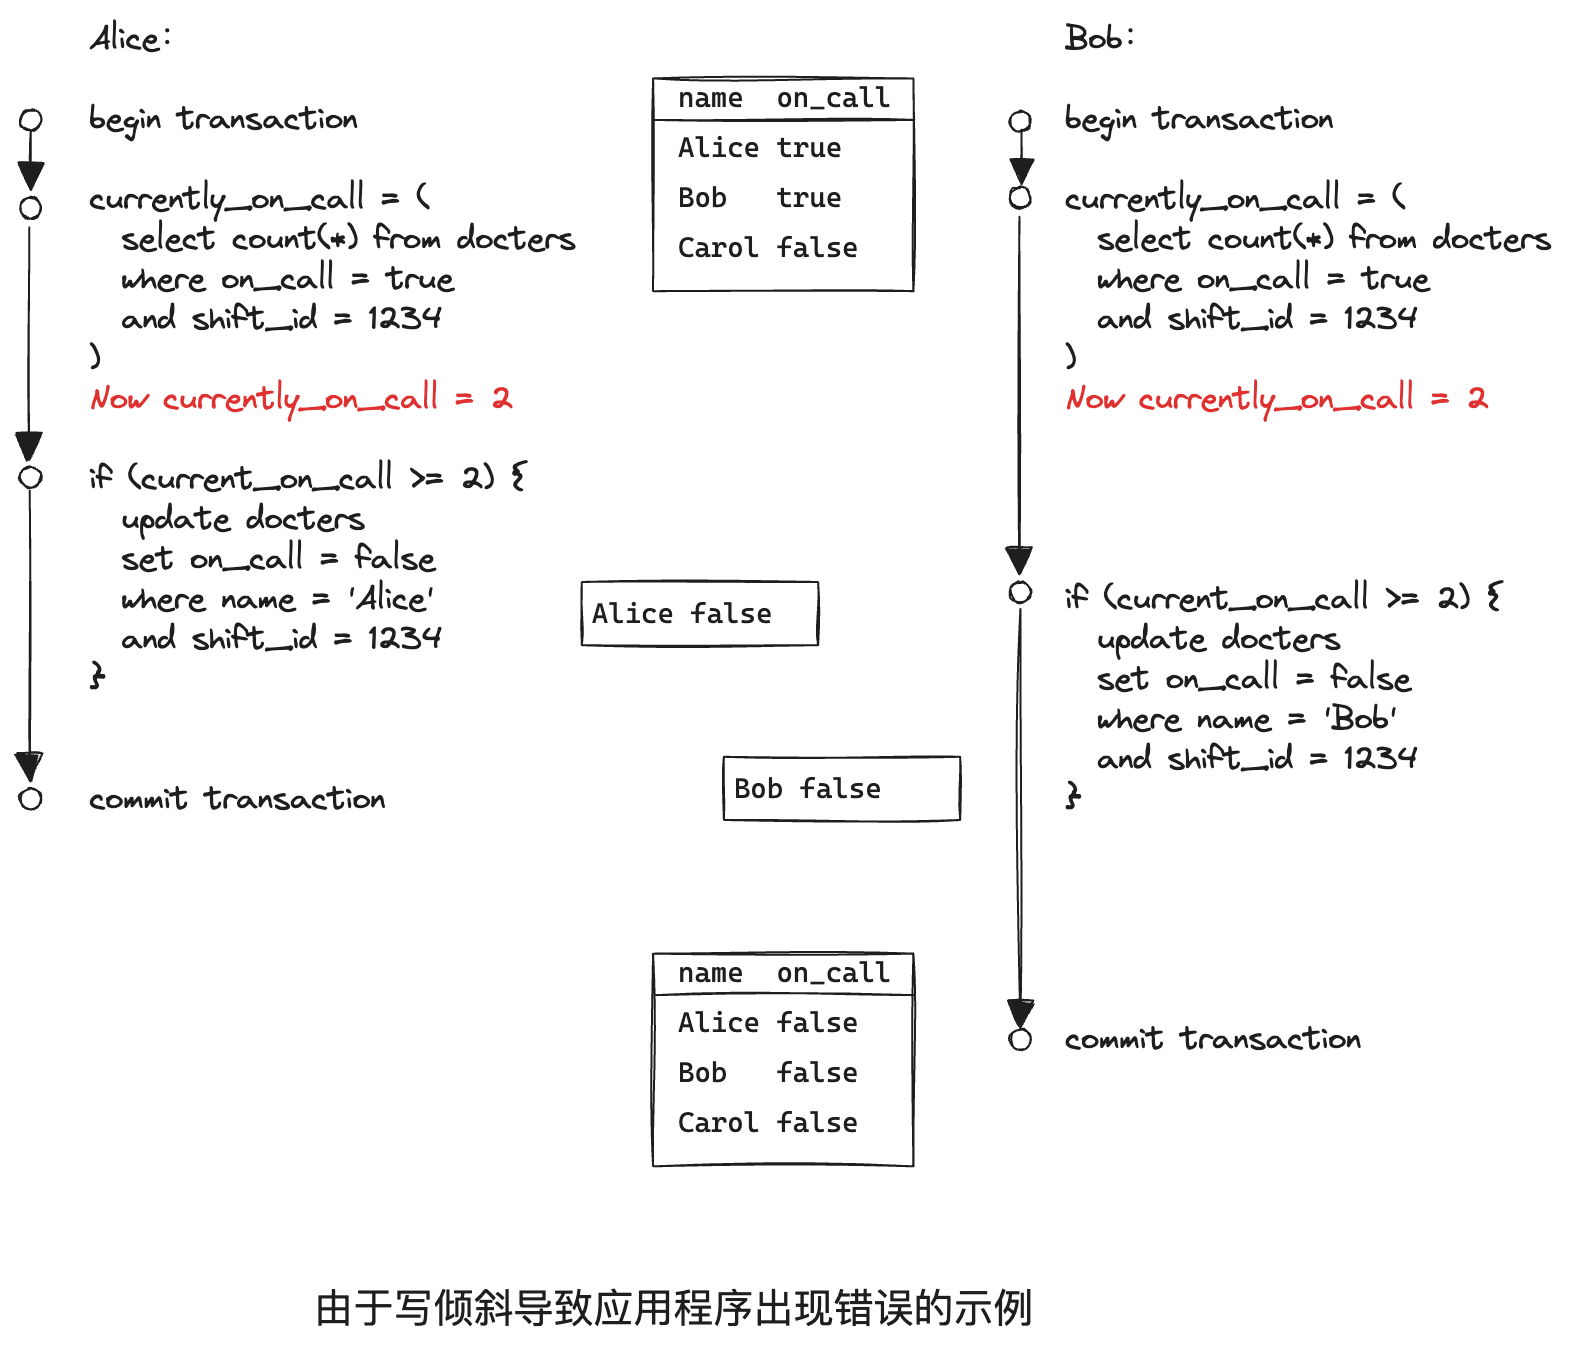 Alice:
begin transaction
currently_on_call = (
select count(*) from docters
where on_call = true
and shift_id = 1234
)
Now currently_on_call = 2
if (current_on_call >= 2) {
update docters
set on_call = false
where name = 'Alice'
and shift_id = 1234
}
commit transaction
name on_call
Alice true
Bob true
Carol false
Alice false
Bob false
name on_call
Alice false
Bob false
Carol false
Bob:
begin transaction
currently_on_call = (
select count(*) from docters
where on_call = true
and shift_id = 1234
)
Now currently_on_call = 2
if (current_on_call >= 2) {
update docters
set on_call = false
where name = 'Bob'
and shift_id = 1234
}
commit transaction
由于写倾斜导致应用程序出现错误的示例